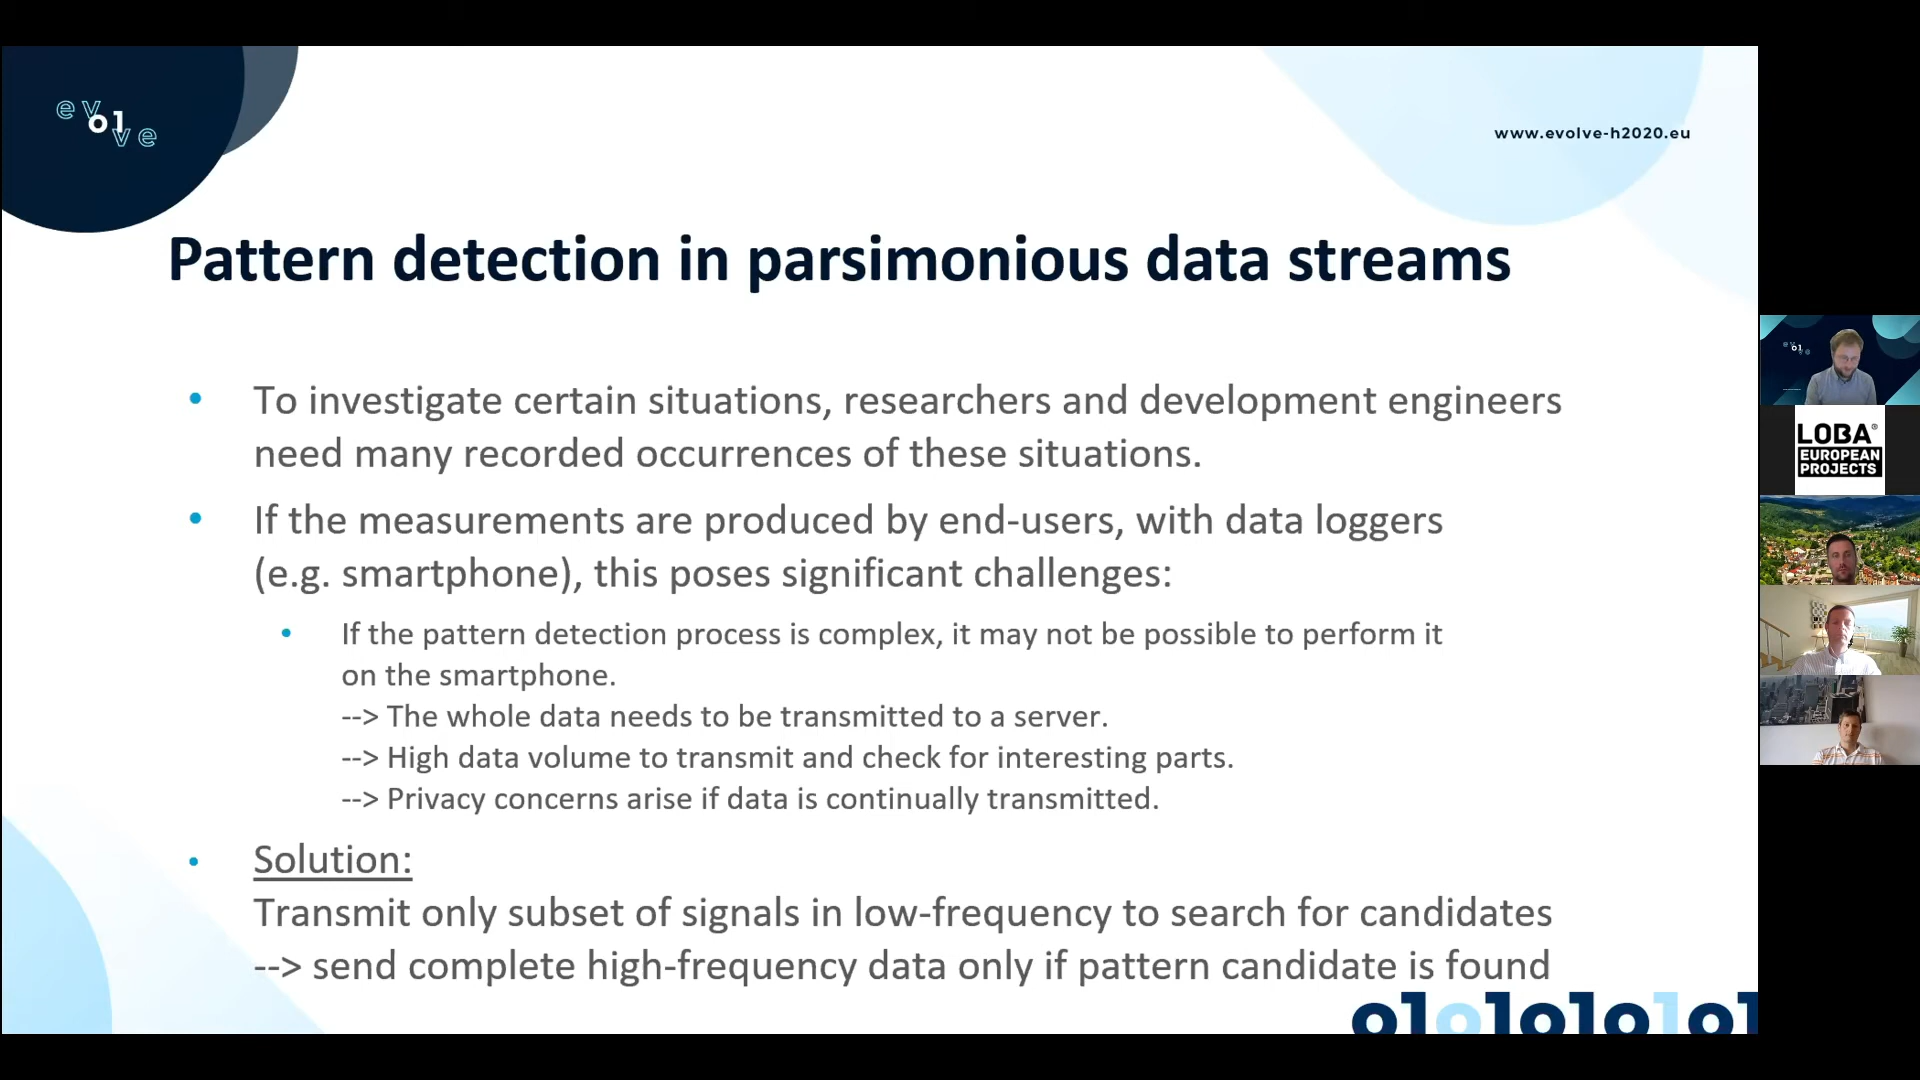 ev
ol
ve
www.evolve-h2020.eu
Pattern detection in parsimonious data streams
• To investigate certain situations, researchers and development engineers
need many recorded occurrences of these situations.
• If the measurements are produced by end-users, with data loggers
(e.g. smartphone), this poses significant challenges:
• If the pattern detection process is complex, it may not be possible to perform it
on the smartphone.
--> The whole data needs to be transmitted to a server.
--> High data volume to transmit and check for interesting parts.
--> Privacy concerns arise if data is continually transmitted.
• Solution:
Transmit only subset of signals in low-frequency to search for candidates
--> send complete high-frequency data only if pattern candidate is found
o1o1o1o1o1
LOBA®
EUROPEAN
PROJECTS